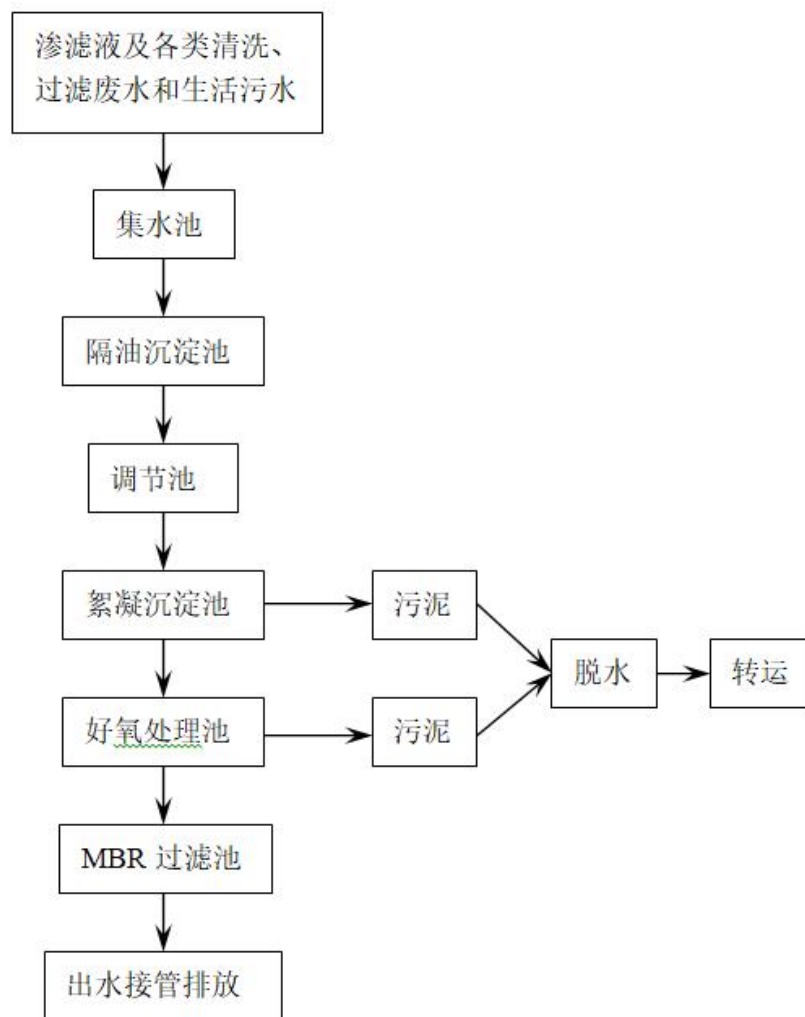 渗滤液及各类清洗、
过滤废水和生活污水
集水池
隔油沉淀池
调节池
絮凝沉淀池
污泥
脱水
转运
好氧处理池
污泥
MBR 过滤池
出水接管排放